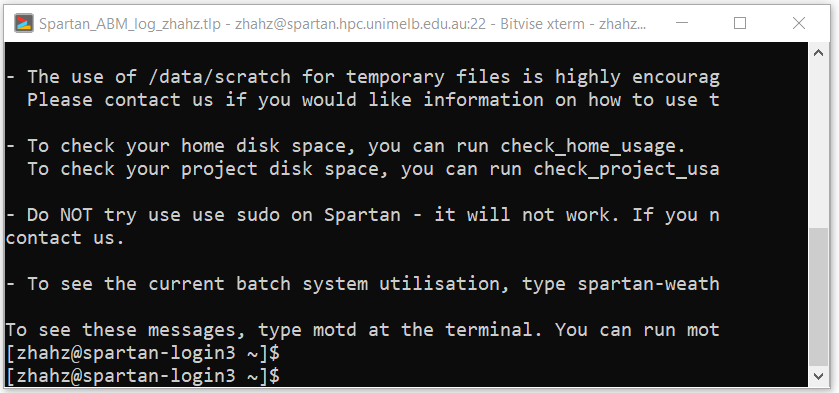 Spartan_ABM_log_zhahz.tlp - zhahz@spartan.hpc.unimelb.edu.au:22 - Bitvise xterm - zhahz...
- The use of /data/scratch for temporary files is highly encourag
Please contact us if you would like information on how to use t
- To check your home disk space, you can run check_home_usage.
To check your project disk space, you can run check_project_usa
- Do NOT try use use sudo on Spartan - it will not work. If you n
contact us.
- To see the current batch system utilisation, type spartan-weath
To see these messages, type motd at the terminal. You can run mot
[zhahz@spartan-login3 ~]$
[zhahz@spartan-login3 ~]$